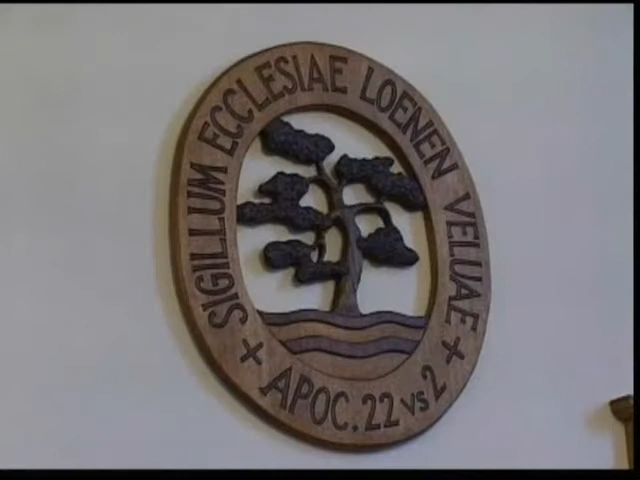 SIGILLUM ECCLESIAE LOENEN VELUAE
+ APOC. 22 vs 2 +